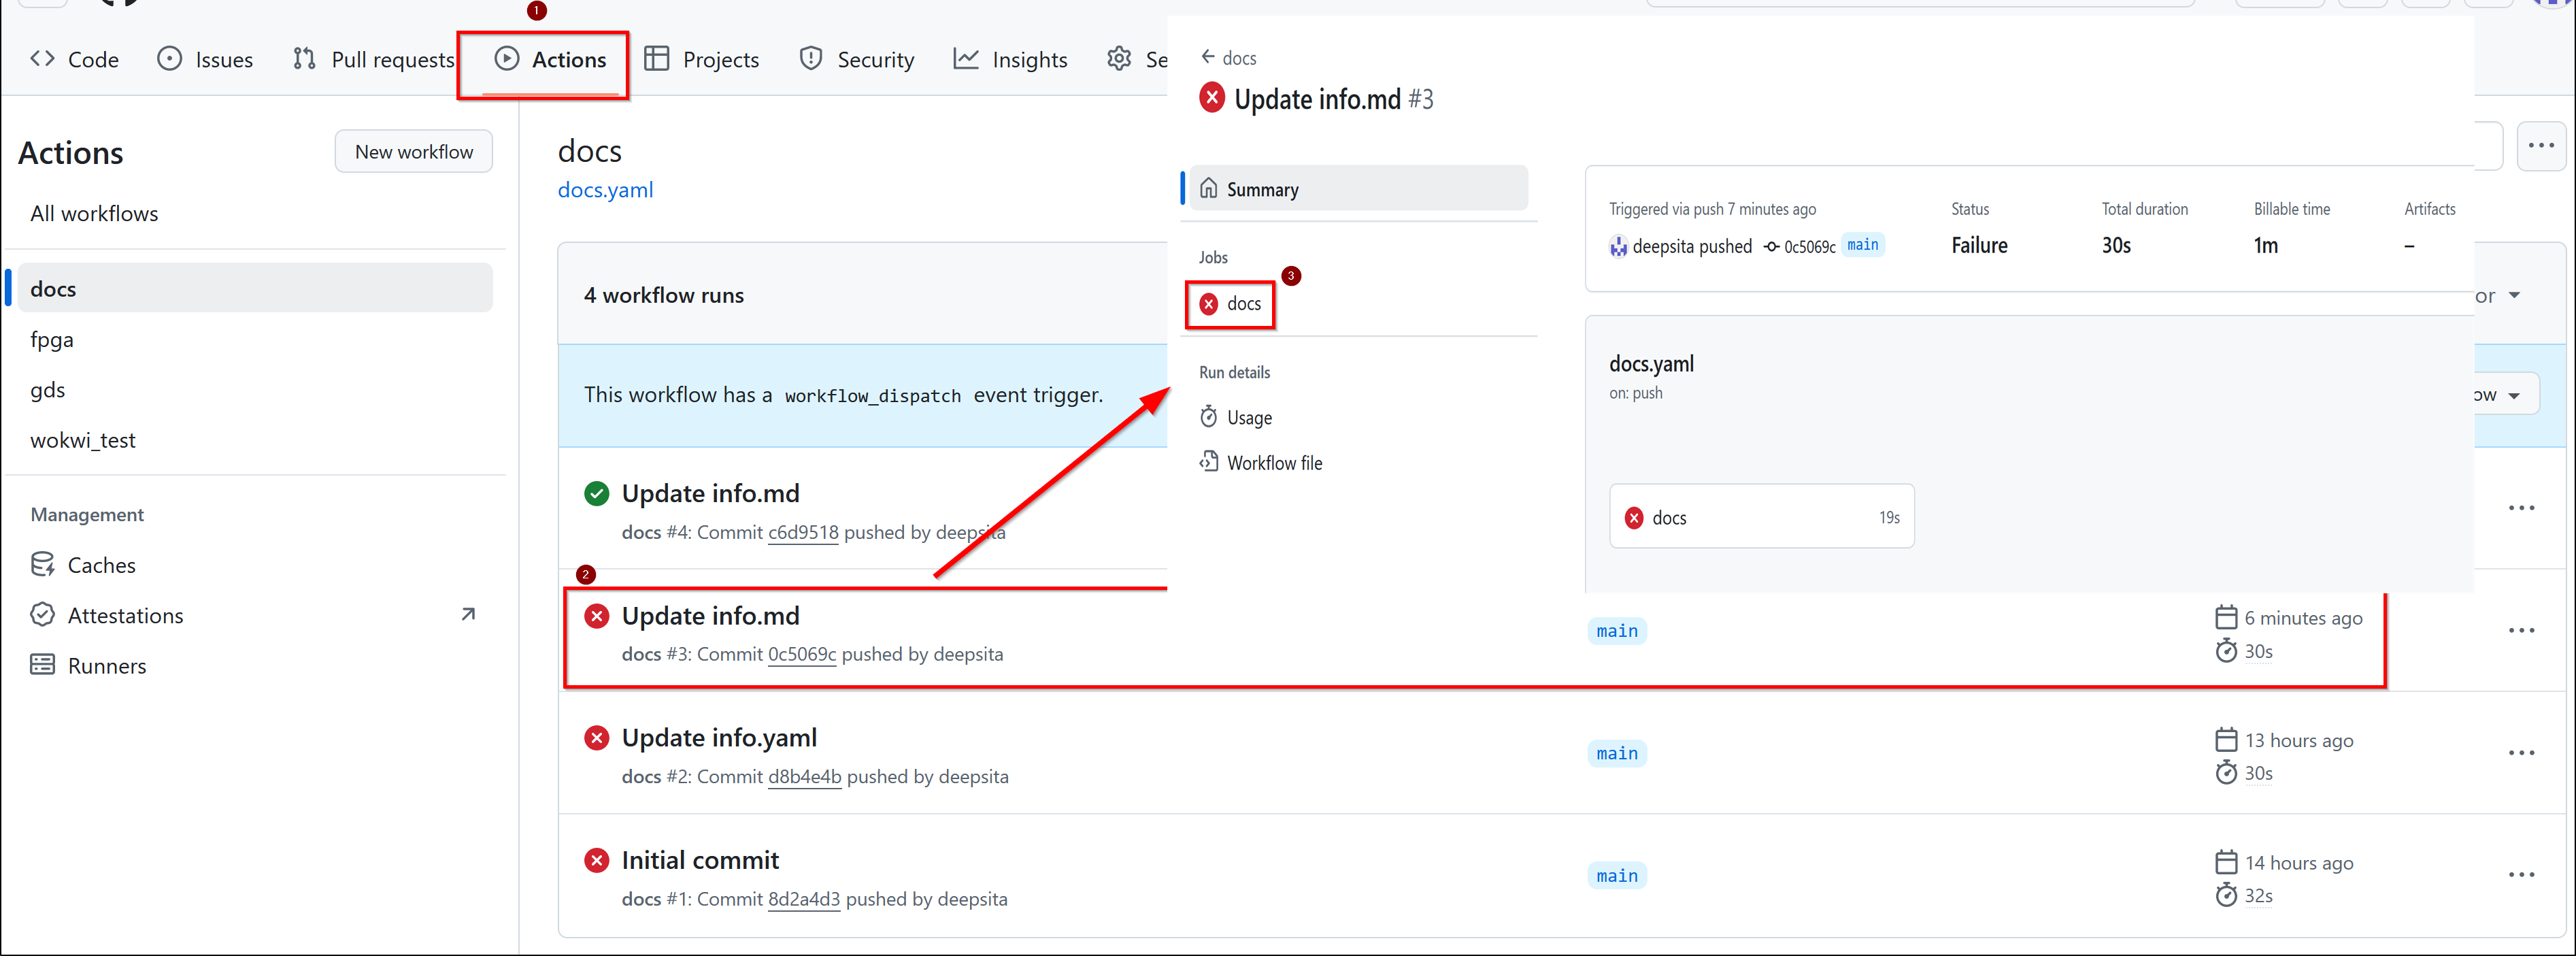 1
Code
Issues
Pull requests
Actions
Projects
Security
Insights
Se
Actions
New workflow
All workflows
docs
fpga
gds
wokwi_test
Management
Caches
Attestations
Runners
docs
docs.yaml
4 workflow runs
or
This workflow has a workflow_dispatch event trigger.
ow
Update info.md
docs #4: Commit c6d9518 pushed by deepsita
2
Update info.md
docs #3: Commit 0c5069c pushed by deepsita
main
6 minutes ago
30s
Update info.yaml
docs #2: Commit d8b4e4b pushed by deepsita
main
13 hours ago
30s
Initial commit
docs #1: Commit 8d2a4d3 pushed by deepsita
main
14 hours ago
32s
docs
Update info.md #3
Summary
Jobs
3
docs
Run details
Usage
Workflow file
Triggered via push 7 minutes ago
deepsita pushed 0c5069c main
Status
Failure
Total duration
30s
Billable time
1m
Artifacts
–
docs.yaml
on: push
docs
19s